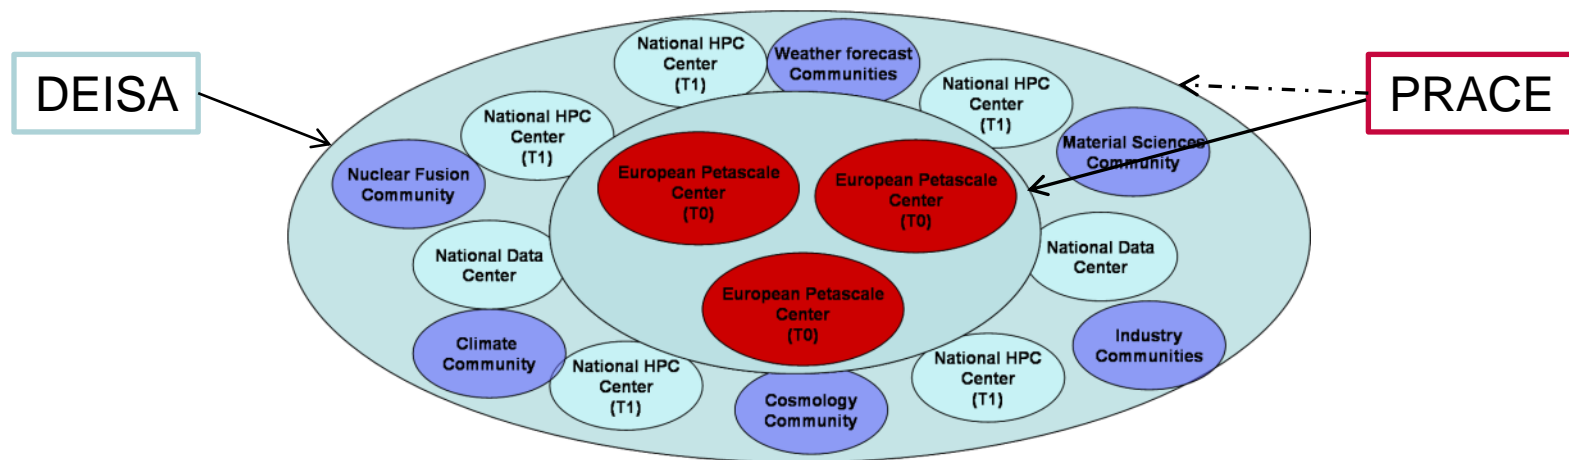 DEISA
PRACE
National HPC
Center
(T1)
Weather forecast
Communities
National HPC
Center
(T1)
National HPC
Center
(T1)
Material Sciences
Community
Nuclear Fusion
Community
European Petascale
Center
(T0)
European Petascale
Center
(T0)
National Data
Center
National Data
Center
European Petascale
Center
(T0)
Climate
Community
Industry
Communities
National HPC
Center
(T1)
National HPC
Center
(T1)
Cosmology
Community